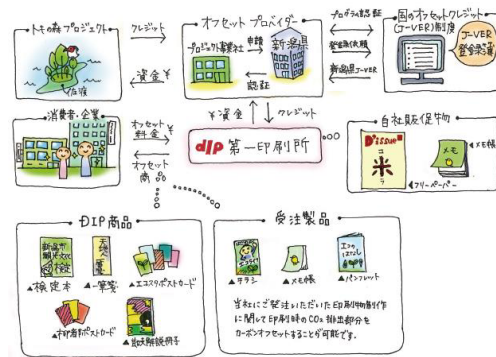 トキの森プロジェクト
佐渡
クレジット
資金 ¥
オフセット プロバイダー
プロジェクト事業社
申請
新潟県
認証
プログラム認証
登録依頼
新潟県J-VER
国のオフセットクレジット
(J-VER)制度
J-VER
登録簿
消費者・企業
オフセット
料金 ¥
オフセット
商品
¥資金
クレジット
dip 第一印刷所
自社販促物
D'issue
米
メモ
◀メモ帳
◀フリーペーパー
DIP商品
検定
▲検定本
▲一筆箋
▲エコスタポストカード
ポストカード
受注製品
エコのはなし
▲チラシ
▲メモ帳
▲パンフレット
当社にご発注いただいた印刷物制作
に関して印刷時のCO2排出部分を
カーボンオフセットすることが可能です。